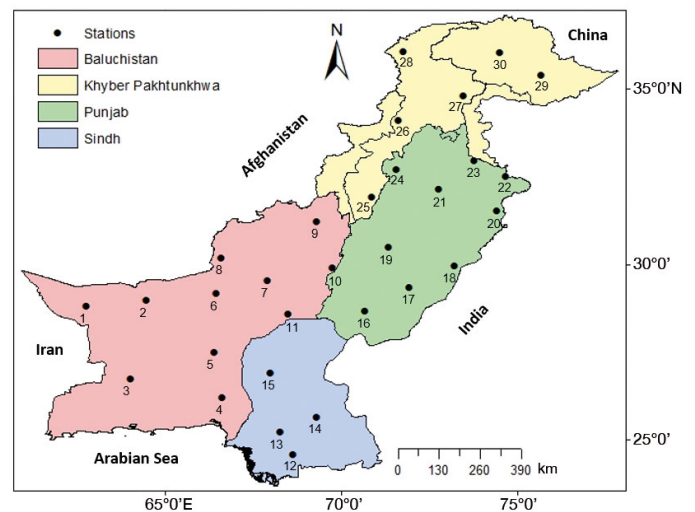 Stations
Baluchistan
Khyber Pakhtunkhwa
Punjab
Sindh
N
China
Afghanistan
India
Iran
Arabian Sea
28
30
29
27
26
24
23
22
25
21
20
9
19
8
10
18
7
6
17
1
2
11
16
5
3
15
4
14
13
12
0 130 260 390 km
35°0'N
30°0'
25°0'
65°0'E 70°0' 75°0'